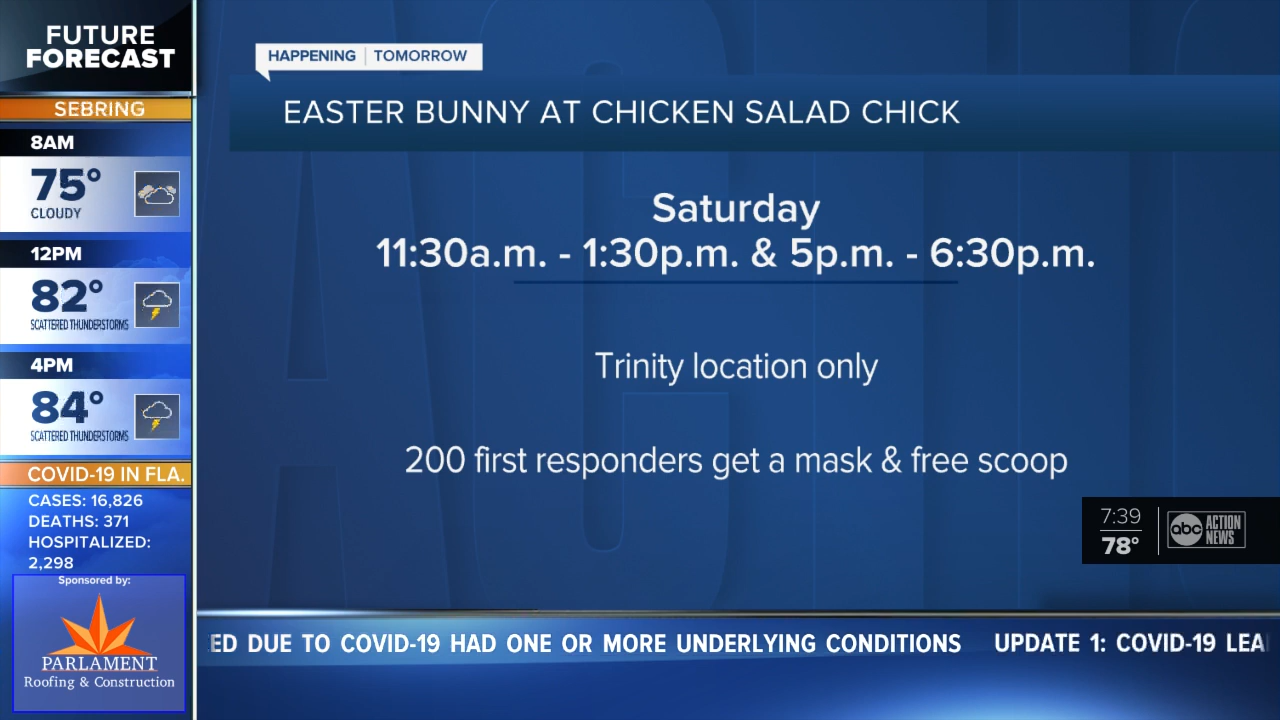 FUTURE
FORECAST
SEBRING
8AM
75°
CLOUDY
12PM
82°
SCATTERED THUNDERSTORMS
4PM
84°
SCATTERED THUNDERSTORMS
COVID-19 IN FLA.
CASES: 16,826
DEATHS: 371
HOSPITALIZED:
2,298
Sponsored by:
PARLAMENT
Roofing & Construction
HAPPENING TOMORROW
EASTER BUNNY AT CHICKEN SALAD CHICK
Saturday
11:30a.m. - 1:30p.m. & 5p.m. - 6:30p.m.
Trinity location only
200 first responders get a mask & free scoop
7:39
78°
abc ACTION
NEWS
ED DUE TO COVID-19 HAD ONE OR MORE UNDERLYING CONDITIONS UPDATE 1: COVID-19 LEA